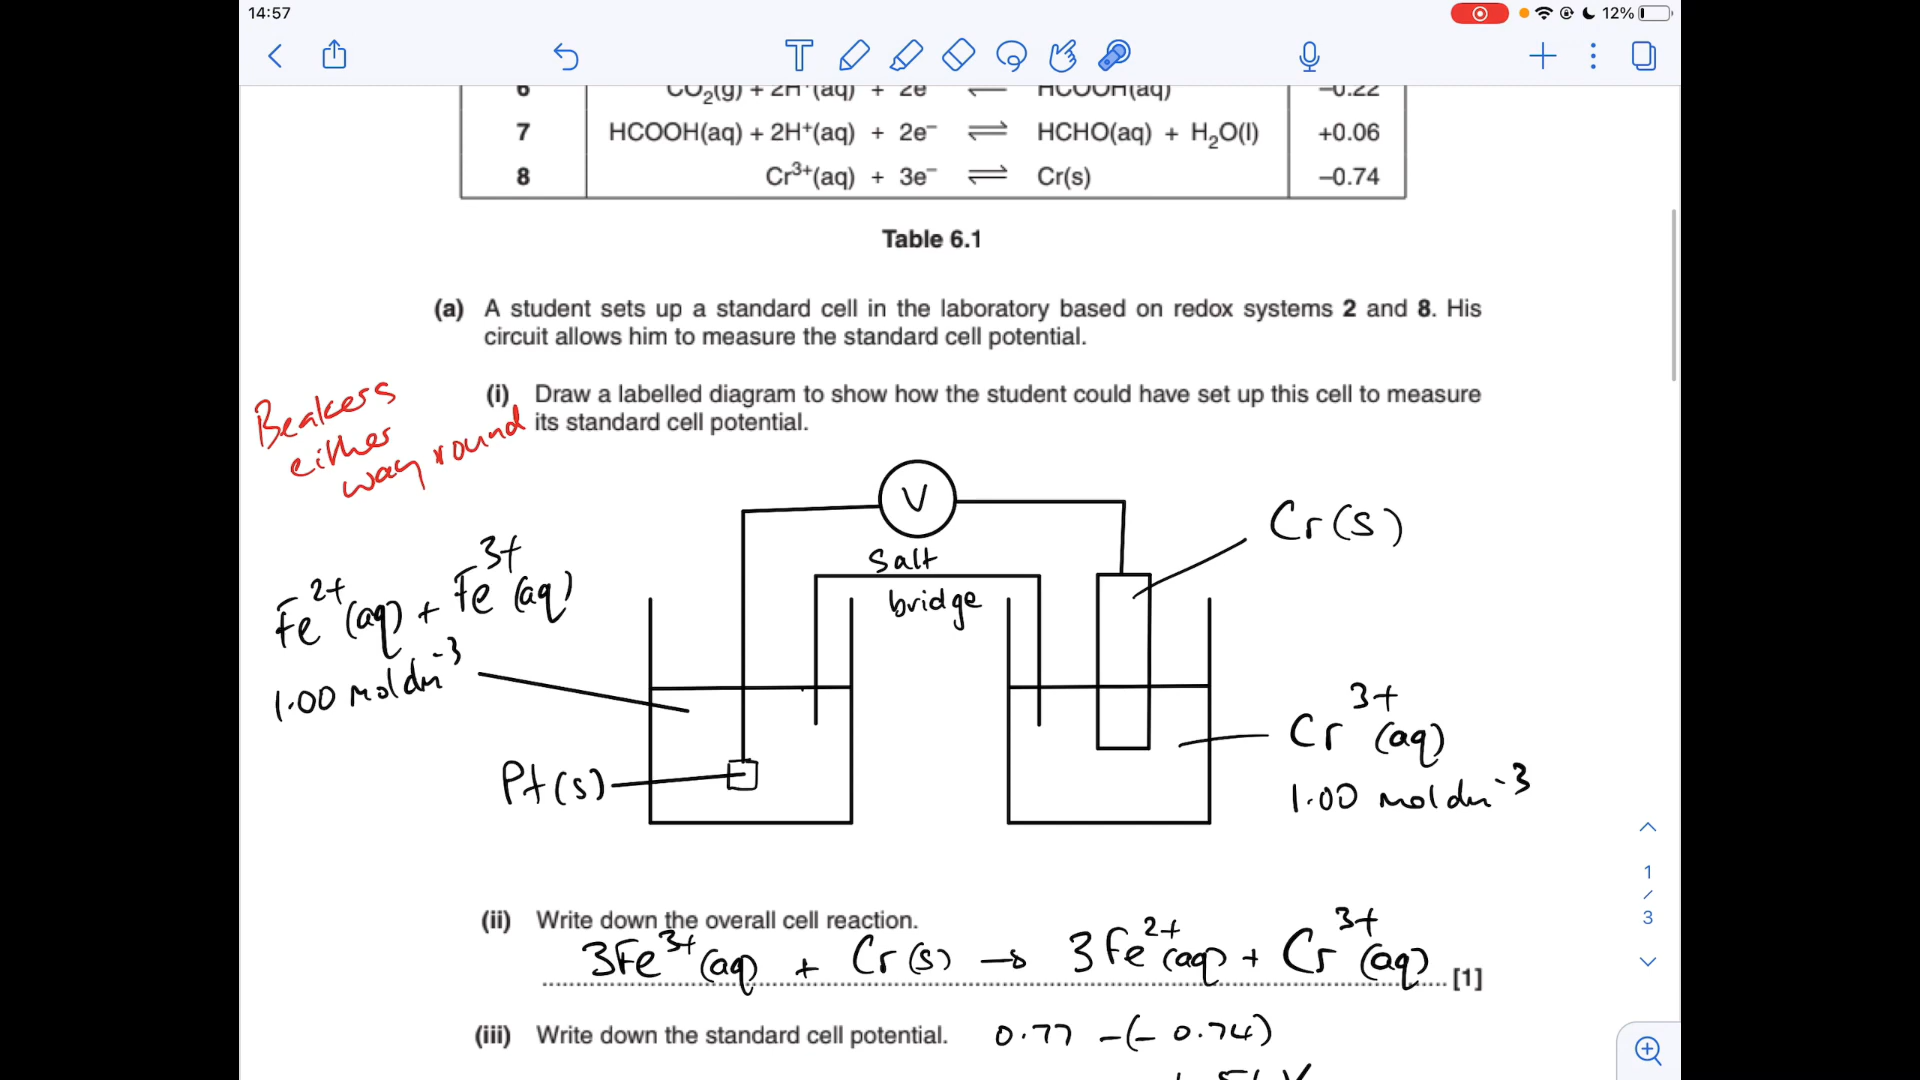 14:57
12%
6 CO₂(g) + 2H⁺(aq) + 2e⁻ ⇌ HCOOH(aq) –0.22
7 HCOOH(aq) + 2H⁺(aq) + 2e⁻ ⇌ HCHO(aq) + H₂O(l) +0.06
8 Cr³⁺(aq) + 3e⁻ ⇌ Cr(s) –0.74
Table 6.1
(a) A student sets up a standard cell in the laboratory based on redox systems 2 and 8. His
circuit allows him to measure the standard cell potential.
(i) Draw a labelled diagram to show how the student could have set up this cell to measure
its standard cell potential.
Beakers
either
way round
V
Salt
bridge
Cr(s)
Fe²⁺(aq) + Fe³⁺(aq)
1.00 mol dm⁻³
Pt(s)
Cr³⁺(aq)
1.00 mol dm⁻³
(ii) Write down the overall cell reaction.
3Fe³⁺(aq) + Cr(s) → 3Fe²⁺(aq) + Cr³⁺(aq) [1]
(iii) Write down the standard cell potential. 0.77 –(– 0.74)
1
/
3